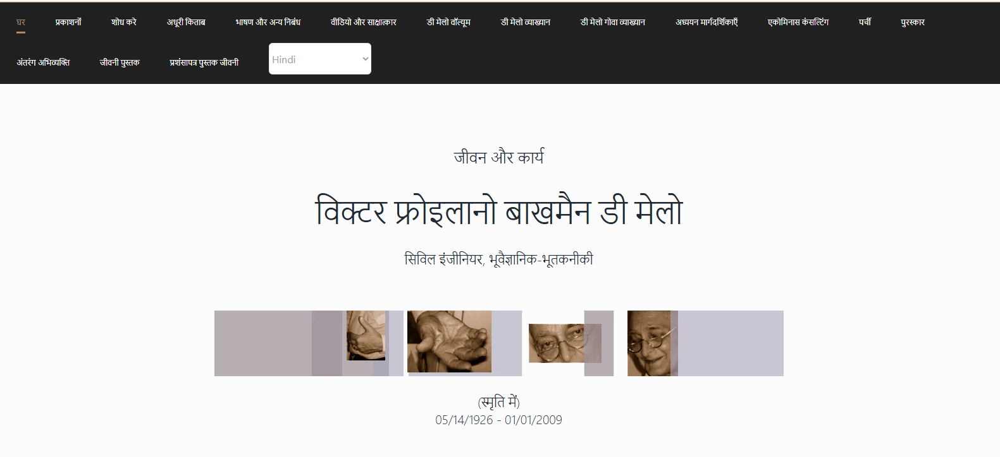 घर प्रकाशनों शोध करे अधूरी किताब भाषण और अन्य निबंध वीडियो और साक्षात्कार डी मेलो वॉल्यूम डी मेलो व्याख्यान डी मेलो गोवा व्याख्यान अध्ययन मार्गदर्शिकाएँ एकोमिनास कंसल्टिंग पर्ची पुरस्कार
अंतरंग अभिव्यक्ति जीवनी पुस्तक प्रशंसापत्र पुस्तक जीवनी Hindi
जीवन और कार्य
विक्टर फ्रोइलानो बाखमैन डी मेलो
सिविल इंजीनियर, भूवैज्ञानिक-भूतकनीकी
(स्मृति में)
05/14/1926 - 01/01/2009